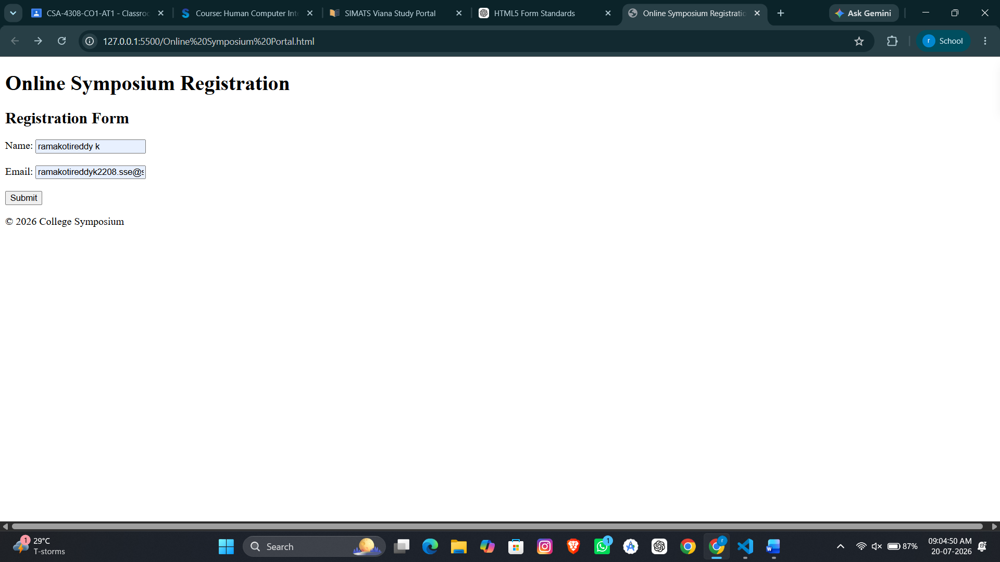 CSA-4308-CO1-AT1 - Classroo
Course: Human Computer Inte
SIMATS Viana Study Portal
HTML5 Form Standards
Online Symposium Registratio
Ask Gemini
127.0.0.1:5500/Online%20Symposium%20Portal.html
r School
Online Symposium Registration
Registration Form
Name: ramakotireddy k
Email: ramakotireddyk2208.sse@s
Submit
© 2026 College Symposium
1
29°C
T-storms
Search
1
r
87%
09:04:50 AM
20-07-2026